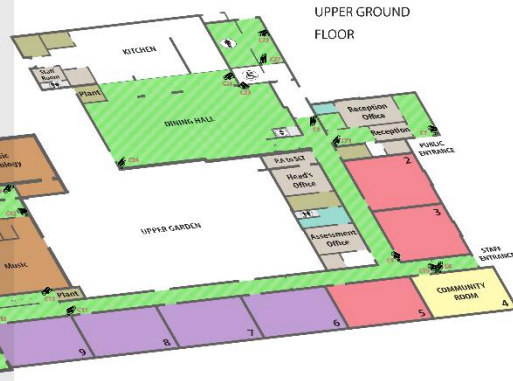 UPPER GROUND
FLOOR
KITCHEN
Staff
Room
Plant
DINING HALL
Reception
Office
Reception
PUBLIC
ENTRANCE
P.A to SLT
Head's
Office
2
UPPER GARDEN
3
Assessment
Office
Music
STAFF
ENTRANCE
Plant
COMMUNITY
ROOM
4
5
6
7
8
9